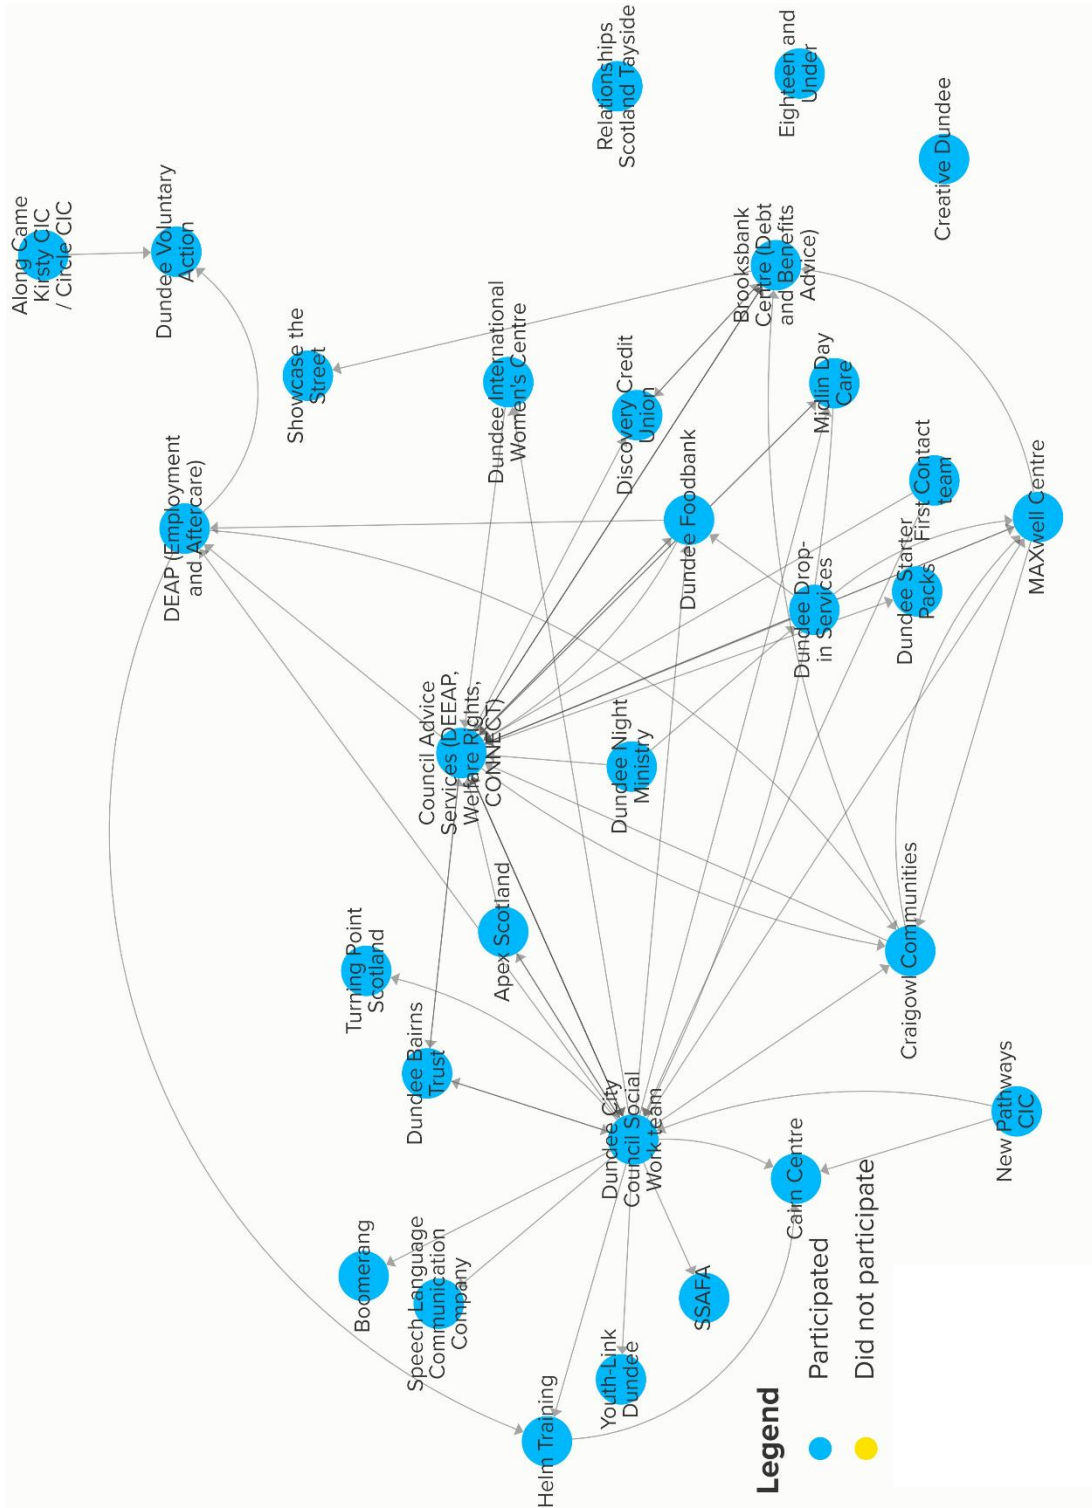 Along Came
Kirsty CIC
/ Circle CIC
Dundee Voluntary
Action
Relationships
Scotland Tayside
Eighteen and
Under
Creative Dundee
Showcase the
Street
Dundee International
Women's Centre
Discovery Credit
Union
Brooksbank
Centre (Debt
and Benefits
Advice)
Midlin Day
Care
DEAP (Employment
and Aftercare)
Dundee Foodbank
First Contact
team
MAXwell Centre
Dundee Drop-
in Services
Dundee Starter
Packs
Council Advice
Services (DEEAP,
Welfare Rights,
CONNECT)
Dundee Night
Ministry
Apex Scotland
Turning Point
Scotland
Craigowl Communities
Dundee Bairns
Trust
Dundee City
Council Social
Work team
Cairn Centre
New Pathways
CIC
Boomerang
Speech Language
Communication
Company
SSAFA
Youth-Link
Dundee
Helm Training
Legend
Participated
Did not participate